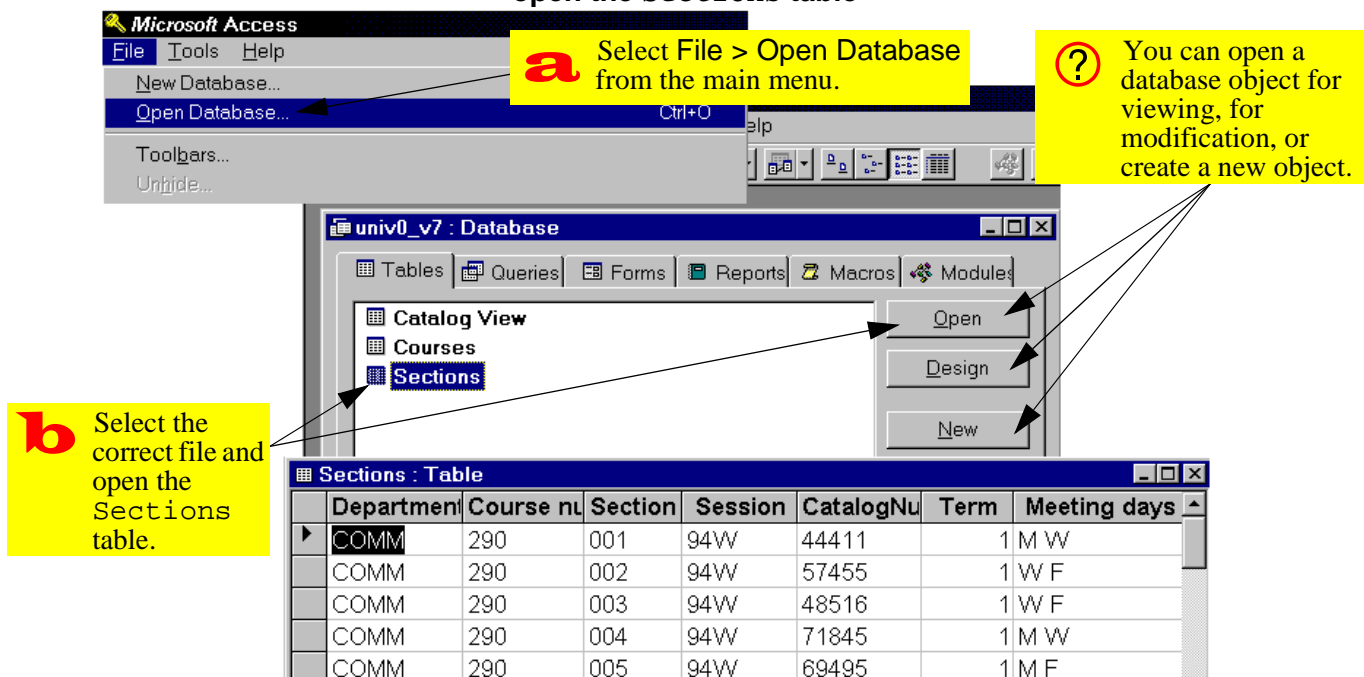 open the Sections table
Microsoft Access
File Tools Help
New Database...
Open Database... Ctrl+O
Toolbars...
Unhide...
a Select File > Open Database
from the main menu.
? You can open a
database object for
viewing, for
modification, or
create a new object.
elp
univ0_v7 : Database
Tables Queries Forms Reports Macros Modules
Catalog View
Courses
Sections
Open
Design
New
b Select the
correct file and
open the
Sections
table.
Sections : Table
Department Course nu Section Session CatalogNu Term Meeting days
COMM 290 001 94W 44411 1 M W
COMM 290 002 94W 57455 1 W F
COMM 290 003 94W 48516 1 W F
COMM 290 004 94W 71845 1 M W
COMM 290 005 94W 69495 1 M F